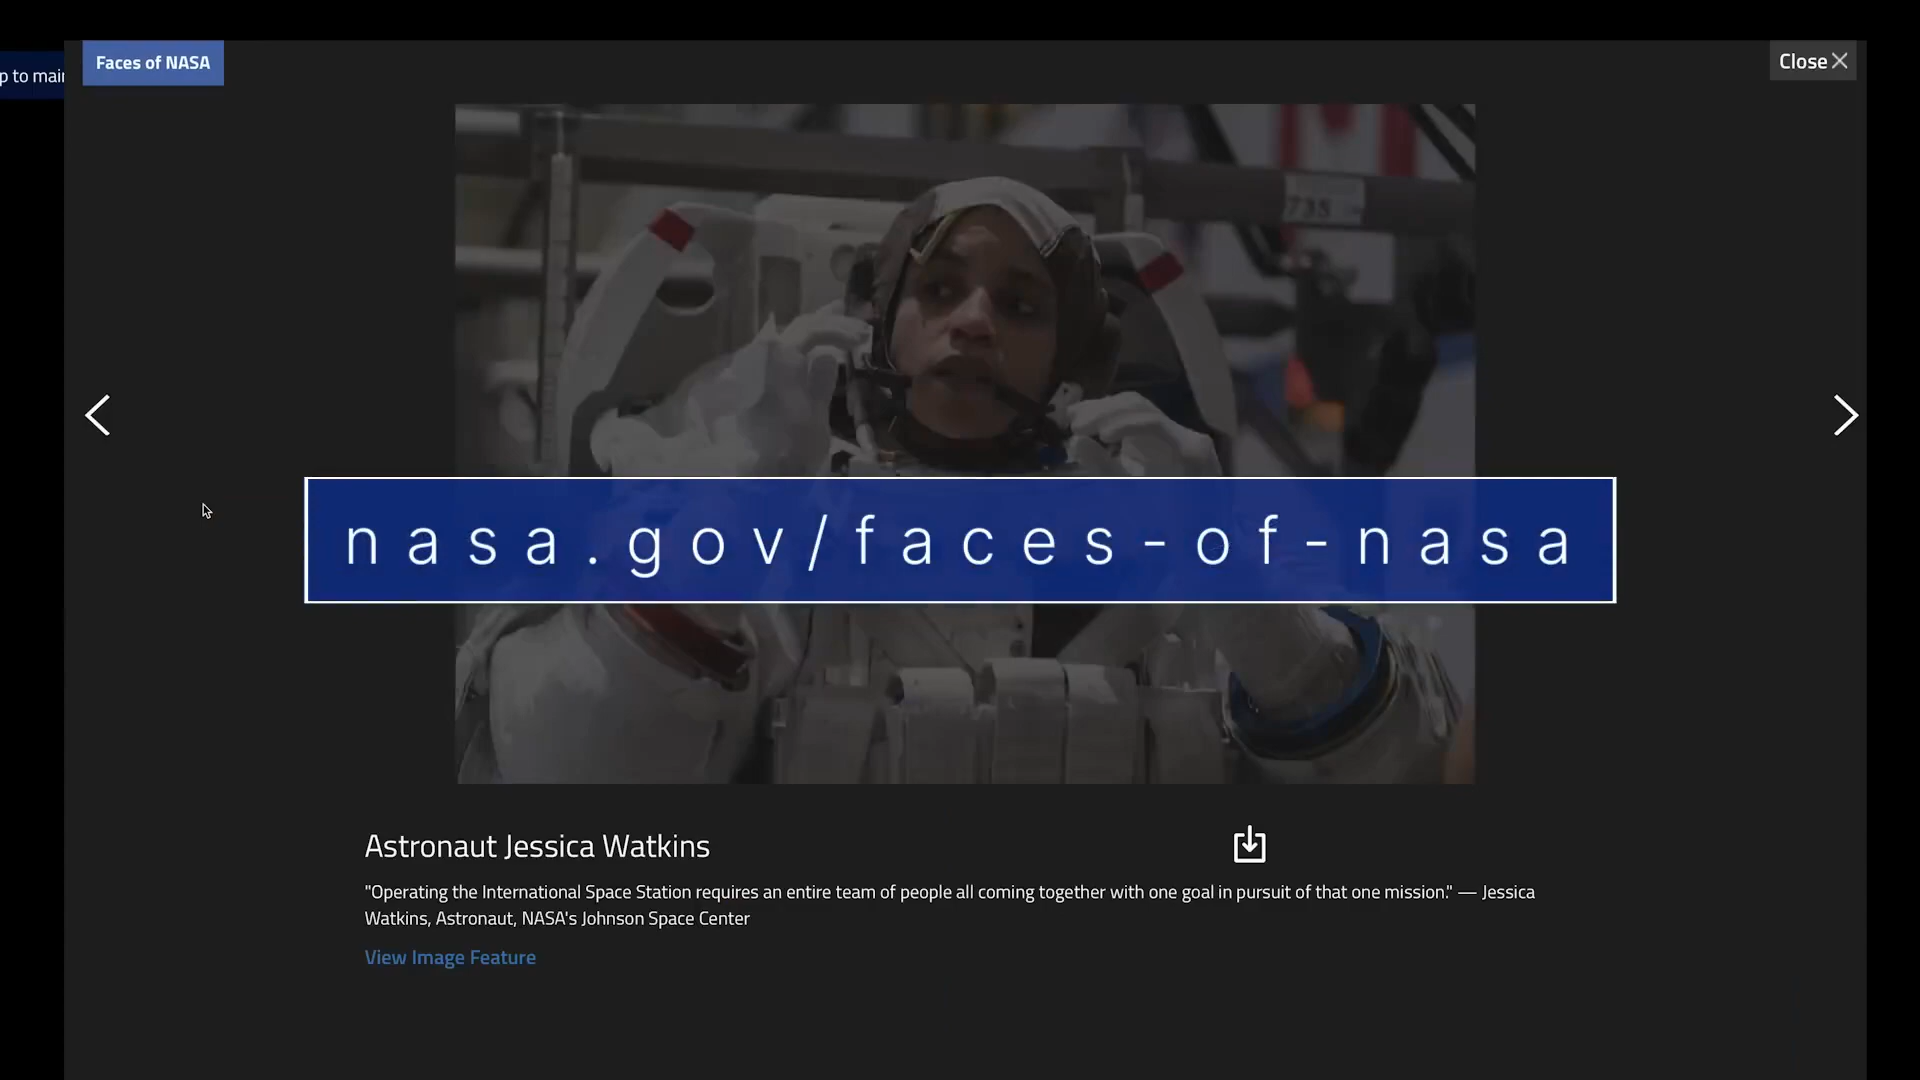 Faces of NASA
Close
p to mai
735
nasa.gov/faces-of-nasa
Astronaut Jessica Watkins
"Operating the International Space Station requires an entire team of people all coming together with one goal in pursuit of that one mission." — Jessica
Watkins, Astronaut, NASA's Johnson Space Center
View Image Feature